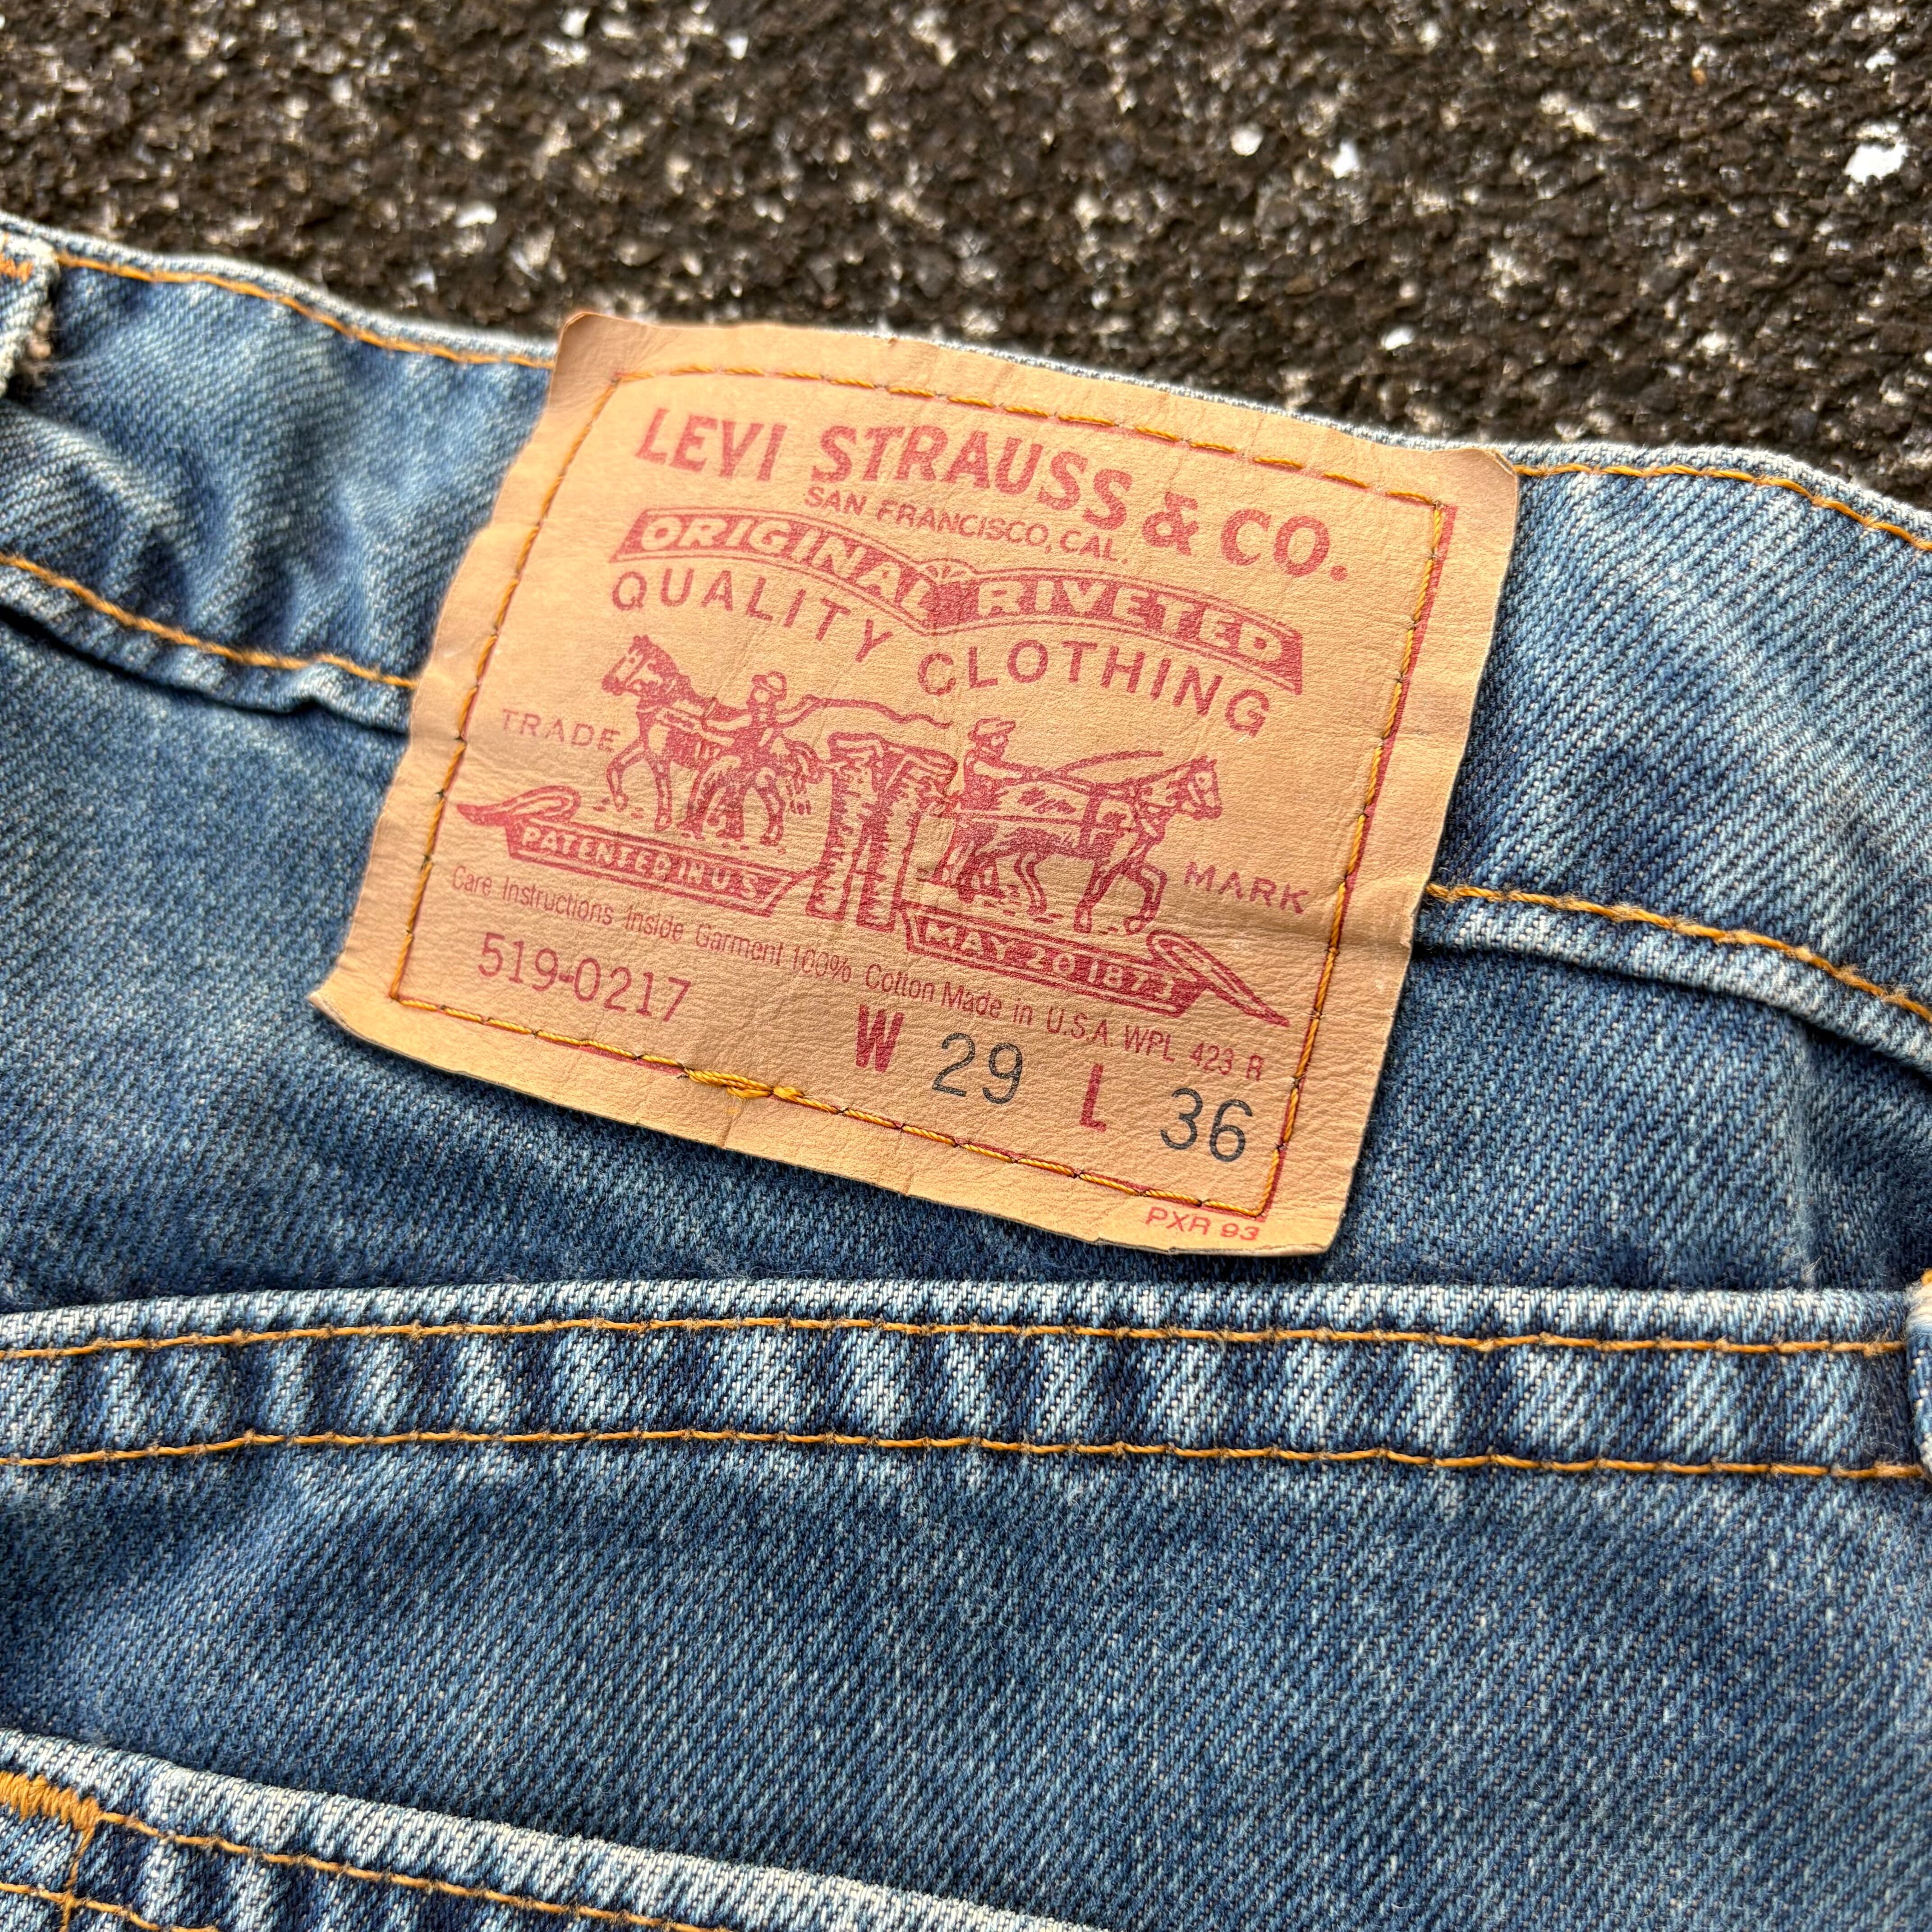 LEVI STRAUSS & CO.
SAN FRANCISCO, CAL.
ORIGINAL RIVETED
QUALITY CLOTHING
TRADE MARK
PATENTED IN U S
MAY 20 1873
Care Instructions Inside Garment 100% Cotton Made in U.S.A. WPL 423 R
519-0217
W 29 L 36
PXR 93